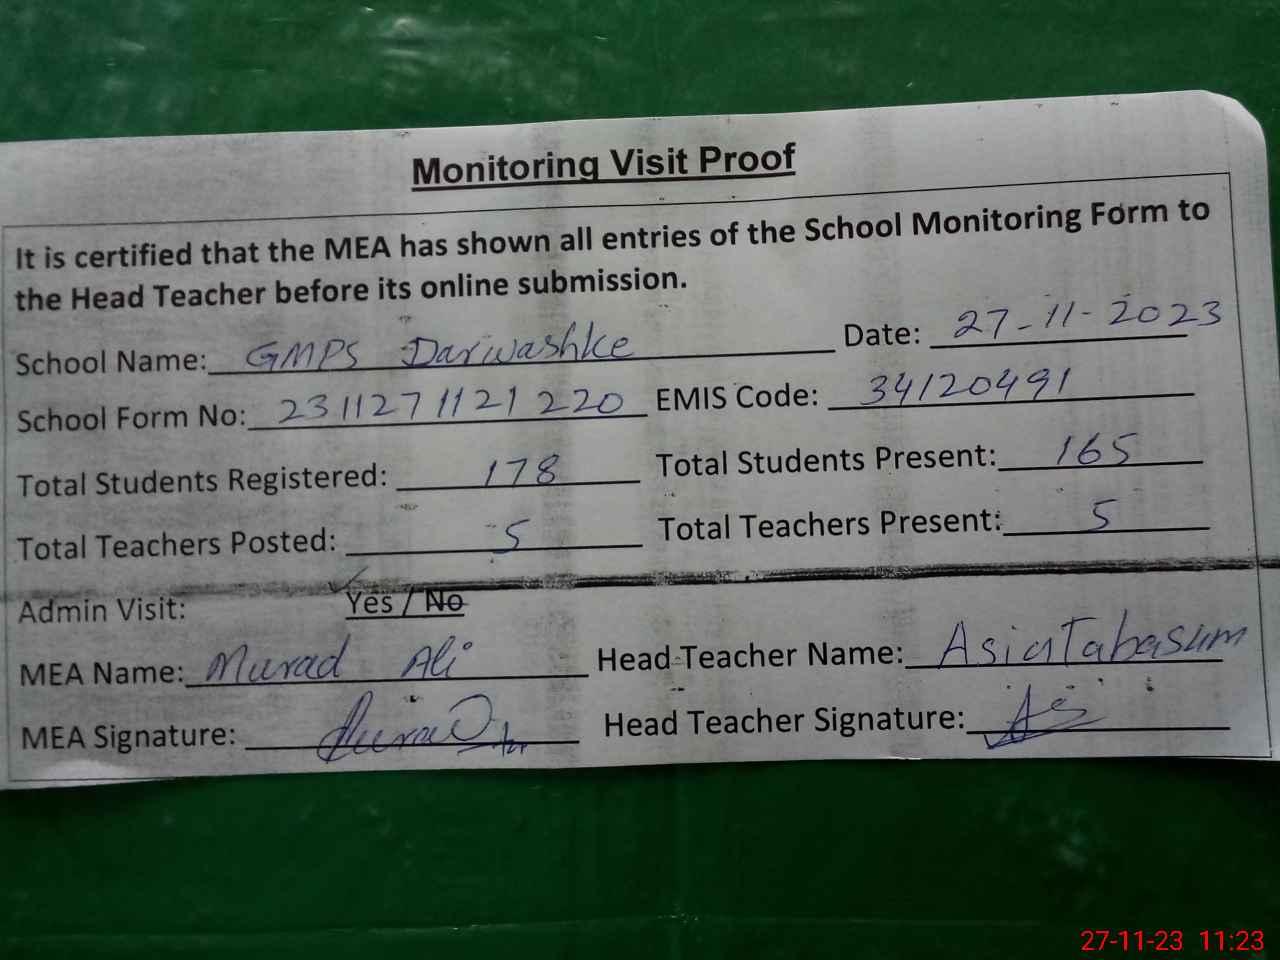 Monitoring Visit Proof
It is certified that the MEA has shown all entries of the School Monitoring Form to
the Head Teacher before its online submission.
School Name: GMPS Darwashke Date: 27-11-2023
School Form No: 231127 1121 220 EMIS Code: 34120491
Total Students Registered: 178 Total Students Present: 165
Total Teachers Posted: 5 Total Teachers Present: 5
Admin Visit: Yes / No
MEA Name: Murad Ali Head Teacher Name: Asia Tabasum
MEA Signature: Head Teacher Signature:
27-11-23 11:23